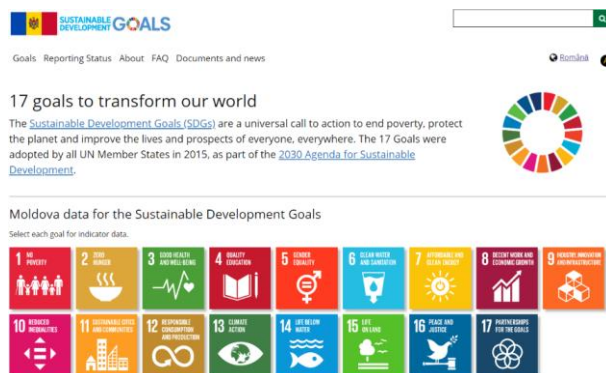 SUSTAINABLE
DEVELOPMENT GOALS
Goals Reporting Status About FAQ Documents and news
Română
17 goals to transform our world
The Sustainable Development Goals (SDGs) are a universal call to action to end poverty, protect
the planet and improve the lives and prospects of everyone, everywhere. The 17 Goals were
adopted by all UN Member States in 2015, as part of the 2030 Agenda for Sustainable
Development.
Moldova data for the Sustainable Development Goals
Select each goal for indicator data.
1 NO POVERTY
2 ZERO HUNGER
3 GOOD HEALTH AND WELL-BEING
4 QUALITY EDUCATION
5 GENDER EQUALITY
6 CLEAN WATER AND SANITATION
7 AFFORDABLE AND CLEAN ENERGY
8 DECENT WORK AND ECONOMIC GROWTH
9 INDUSTRY, INNOVATION AND INFRASTRUCTURE
10 REDUCED INEQUALITIES
11 SUSTAINABLE CITIES AND COMMUNITIES
12 RESPONSIBLE CONSUMPTION AND PRODUCTION
13 CLIMATE ACTION
14 LIFE BELOW WATER
15 LIFE ON LAND
16 PEACE AND JUSTICE
17 PARTNERSHIPS FOR THE GOALS